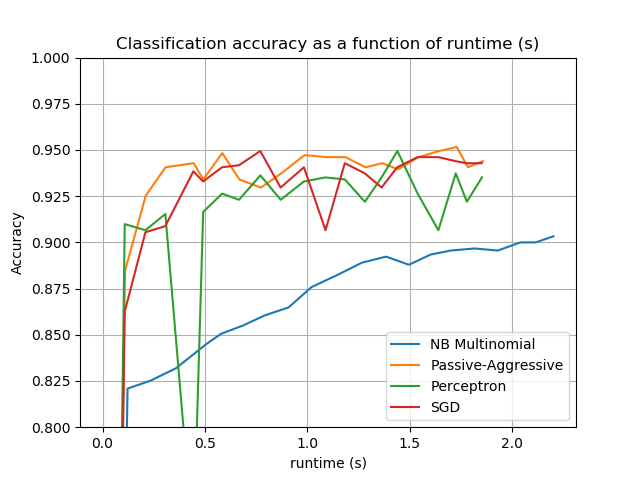 Classification accuracy as a function of runtime (s)
1.000
0.975
0.950
0.925
0.900
0.875
0.850
0.825
0.800
Accuracy
NB Multinomial
Passive-Aggressive
Perceptron
SGD
0.0 0.5 1.0 1.5 2.0
runtime (s)